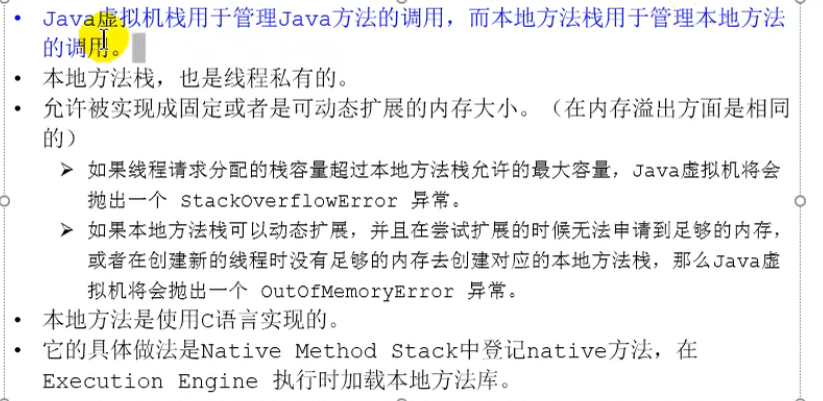 • Java虚拟机栈用于管理Java方法的调用，而本地方法栈用于管理本地方法
的调用。
• 本地方法栈，也是线程私有的。
• 允许被实现成固定或者是可动态扩展的内存大小。（在内存溢出方面是相同
的）
➢ 如果线程请求分配的栈容量超过本地方法栈允许的最大容量，Java虚拟机将会
抛出一个 StackOverflowError 异常。
➢ 如果本地方法栈可以动态扩展，并且在尝试扩展的时候无法申请到足够的内存，
或者在创建新的线程时没有足够的内存去创建对应的本地方法栈，那么Java虚
拟机将会抛出一个 OutOfMemoryError 异常。
• 本地方法是使用C语言实现的。
• 它的具体做法是Native Method Stack中登记native方法，在
Execution Engine 执行时加载本地方法库。